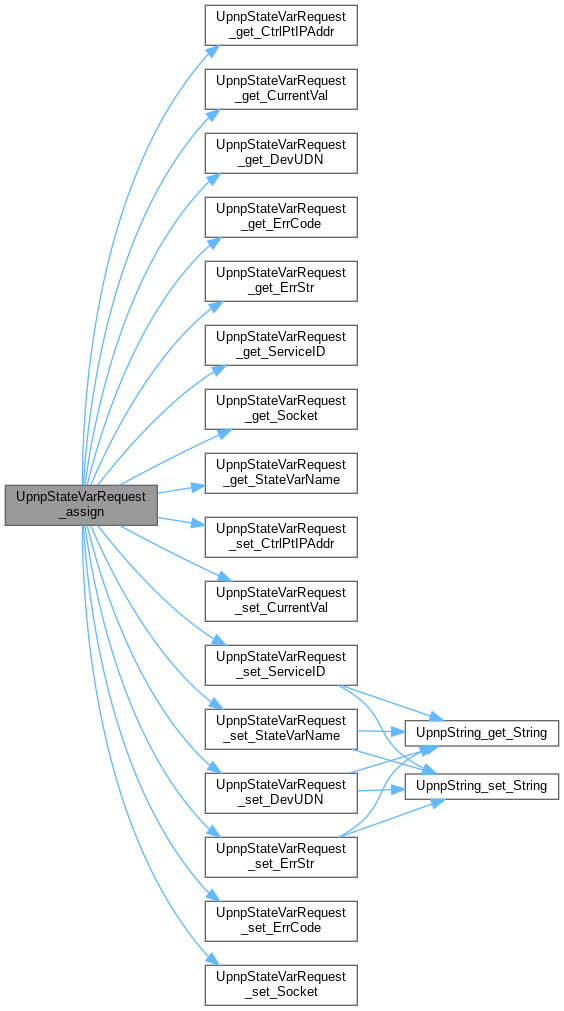 UpnpStateVarRequest
_assign
UpnpStateVarRequest
_get_CtrlPtIPAddr
UpnpStateVarRequest
_get_CurrentVal
UpnpStateVarRequest
_get_DevUDN
UpnpStateVarRequest
_get_ErrCode
UpnpStateVarRequest
_get_ErrStr
UpnpStateVarRequest
_get_ServiceID
UpnpStateVarRequest
_get_Socket
UpnpStateVarRequest
_get_StateVarName
UpnpStateVarRequest
_set_CtrlPtIPAddr
UpnpStateVarRequest
_set_CurrentVal
UpnpStateVarRequest
_set_ServiceID
UpnpStateVarRequest
_set_StateVarName
UpnpStateVarRequest
_set_DevUDN
UpnpStateVarRequest
_set_ErrStr
UpnpStateVarRequest
_set_ErrCode
UpnpStateVarRequest
_set_Socket
UpnpString_get_String
UpnpString_set_String